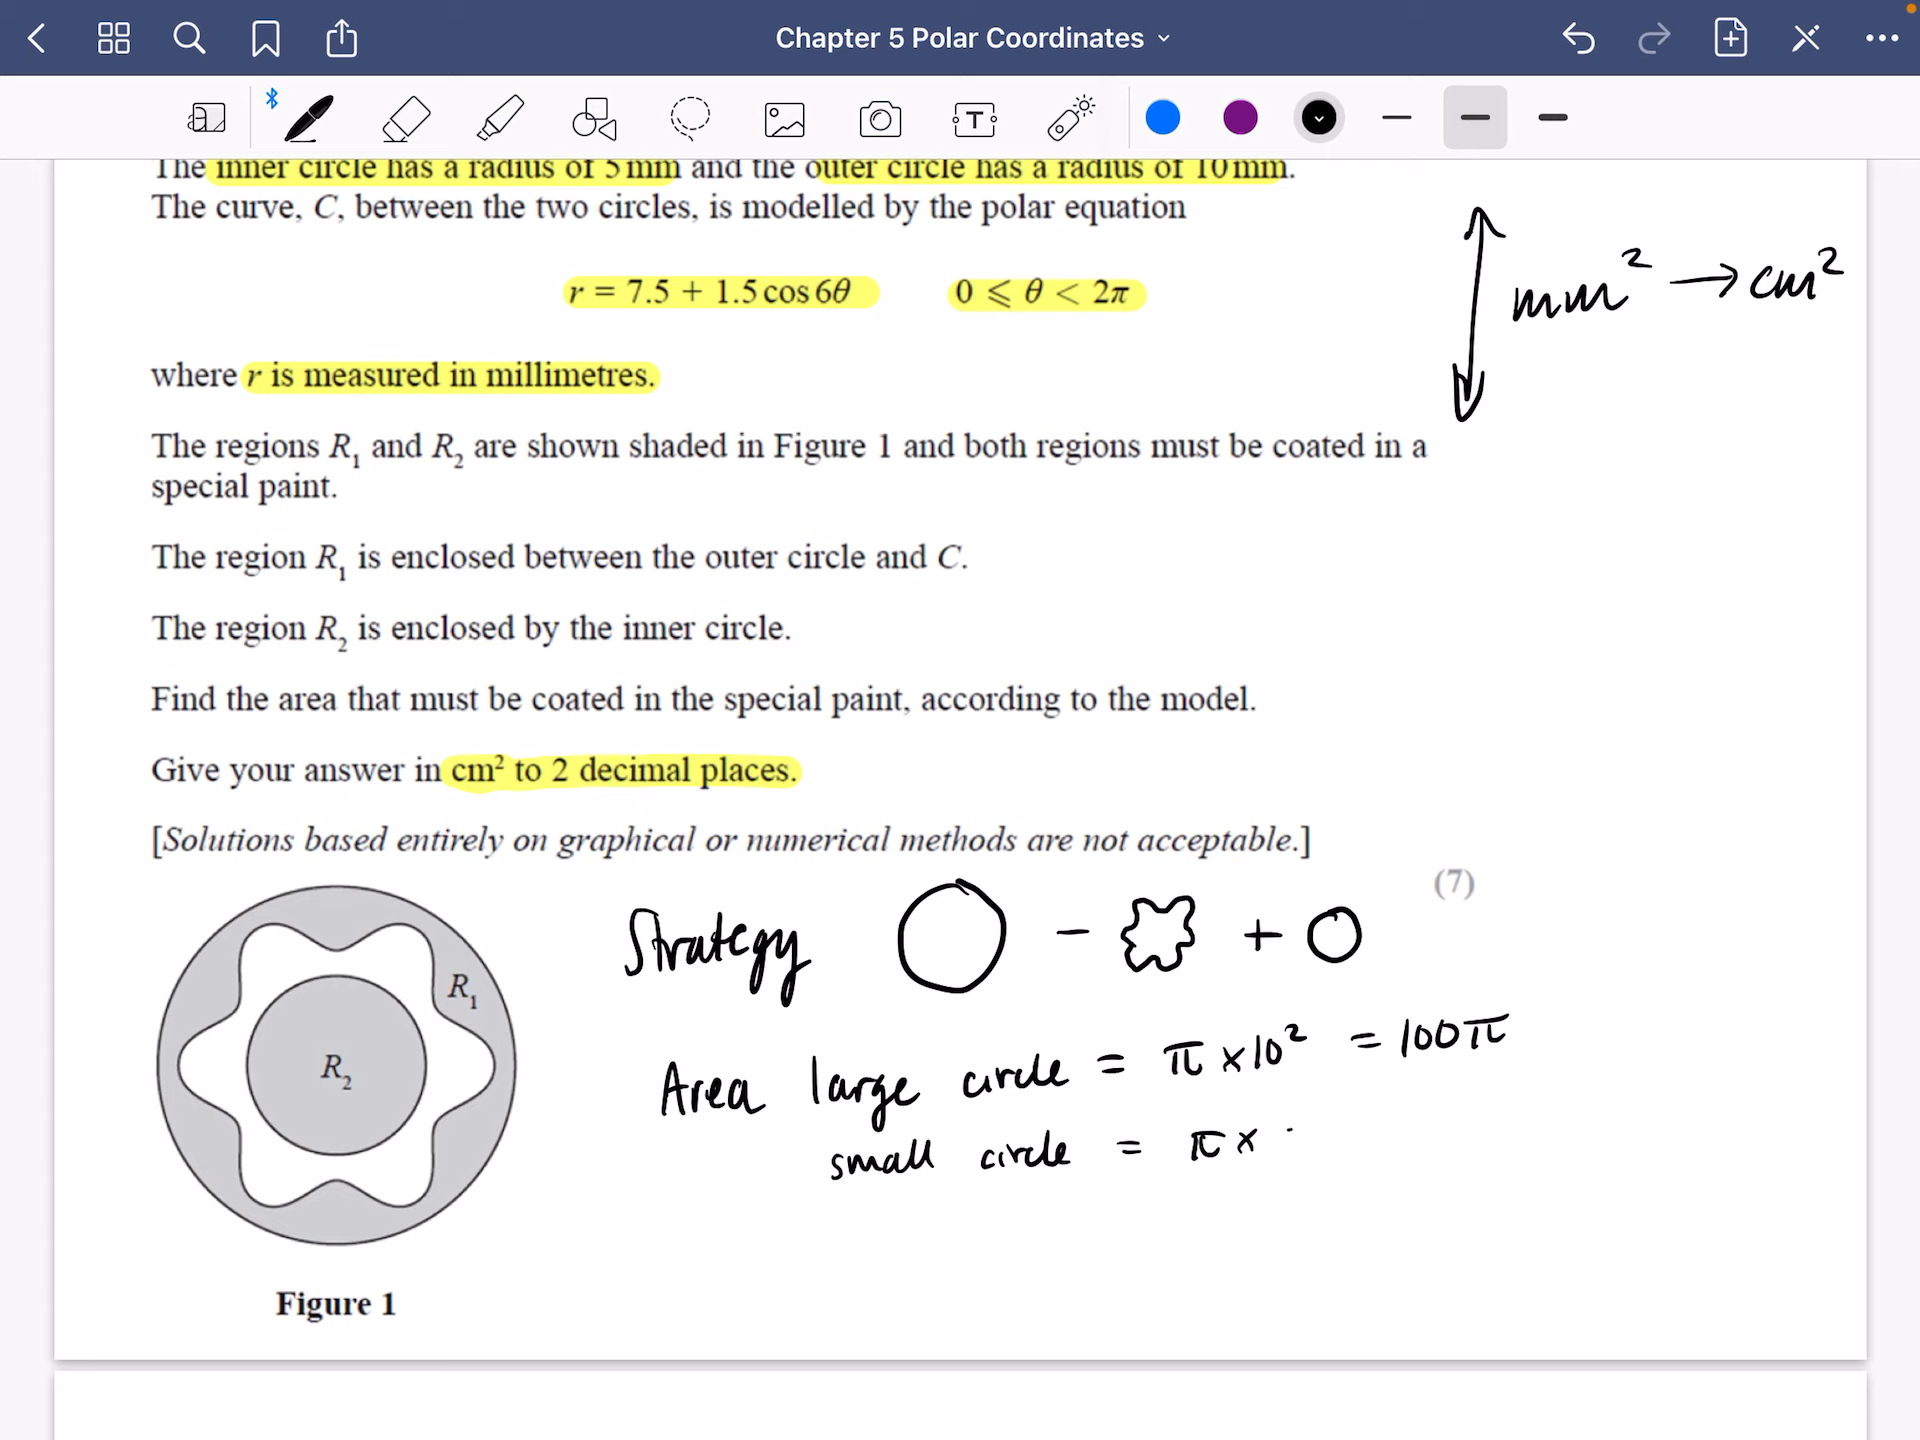 Chapter 5 Polar Coordinates
The inner circle has a radius of 5 mm and the outer circle has a radius of 10 mm.
The curve, C, between the two circles, is modelled by the polar equation
r = 7.5 + 1.5 cos 6θ 0 ⩽ θ < 2π
mm² → cm²
where r is measured in millimetres.
The regions R₁ and R₂ are shown shaded in Figure 1 and both regions must be coated in a
special paint.
The region R₁ is enclosed between the outer circle and C.
The region R₂ is enclosed by the inner circle.
Find the area that must be coated in the special paint, according to the model.
Give your answer in cm² to 2 decimal places.
[Solutions based entirely on graphical or numerical methods are not acceptable.]
(7)
Strategy − +
R₁
R₂
Area large circle = π × 10² = 100π
small circle = π ×
Figure 1